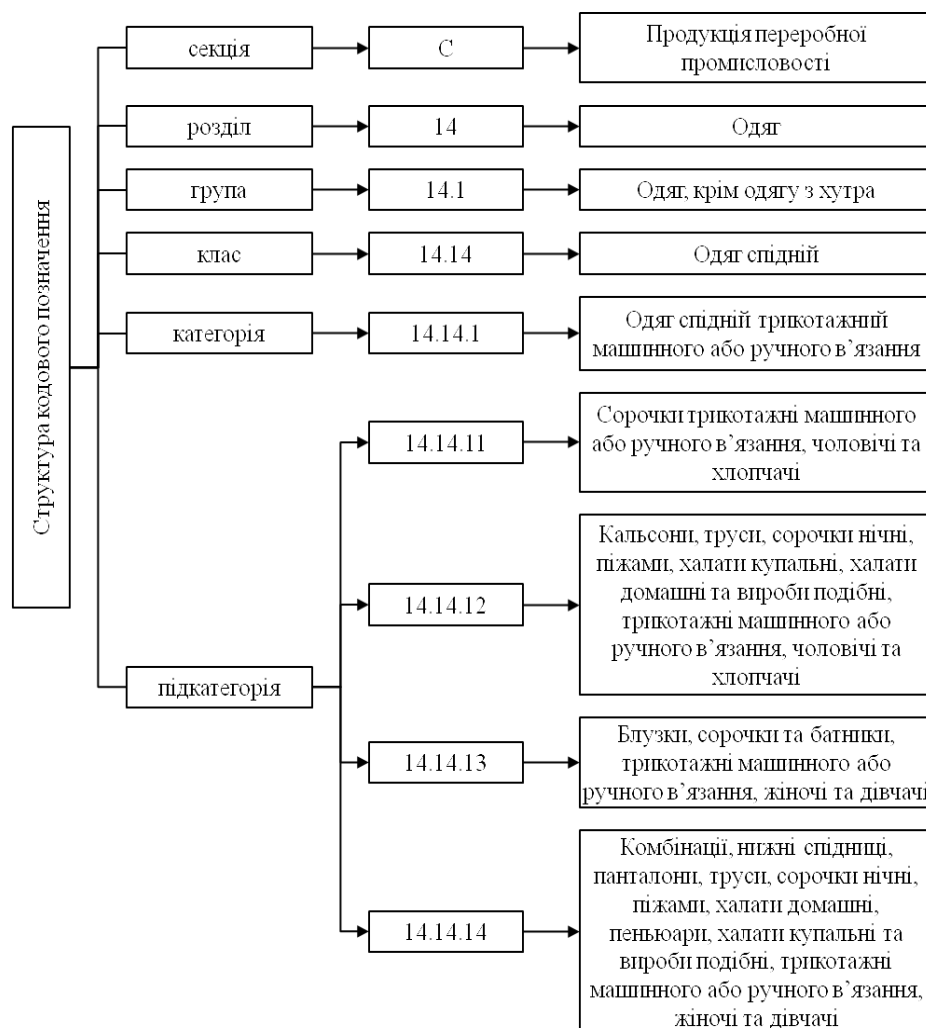 Структура кодового позначення
секція
С
Продукція переробної
промисловості
розділ
14
Одяг
група
14.1
Одяг, крім одягу з хутра
клас
14.14
Одяг спідній
категорія
14.14.1
Одяг спідній трикотажний
машинного або ручного в’язання
підкатегорія
14.14.11
Сорочки трикотажні машинного
або ручного в’язання, чоловічі та
хлопчачі
14.14.12
Кальсони, труси, сорочки нічні,
піжами, халати купальні, халати
домашні та вироби подібні,
трикотажні машинного або
ручного в’язання, чоловічі та
хлопчачі
14.14.13
Блузки, сорочки та батники,
трикотажні машинного або
ручного в’язання, жіночі та дівчачі
14.14.14
Комбінації, нижні спідниці,
панталони, труси, сорочки нічні,
піжами, халати домашні,
пеньюари, халати купальні та
вироби подібні, трикотажні
машинного або ручного в’язання,
жіночі та дівчачі